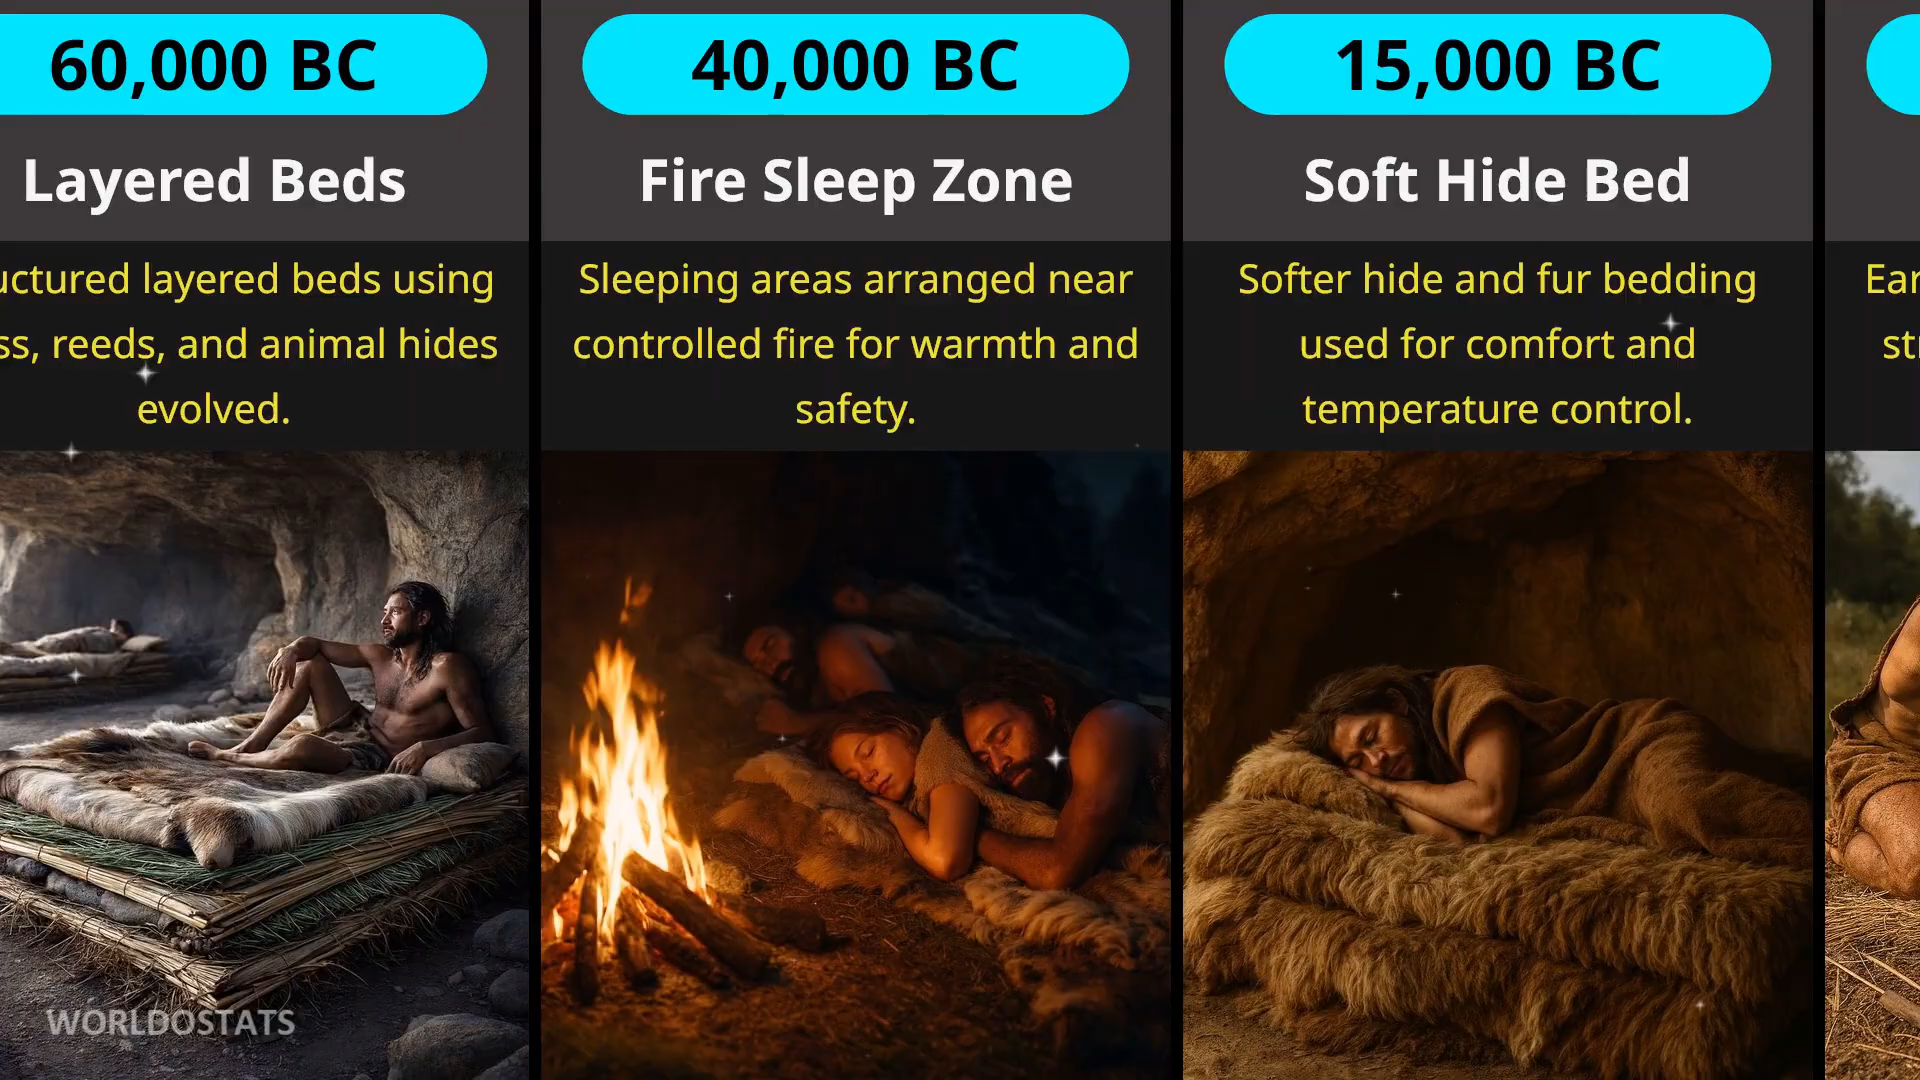 60,000 BC
Layered Beds
uctured layered beds using
ss, reeds, and animal hides
evolved.
40,000 BC
Fire Sleep Zone
Sleeping areas arranged near
controlled fire for warmth and
safety.
15,000 BC
Soft Hide Bed
Softer hide and fur bedding
used for comfort and
temperature control.
Ear
str
WORLDOSTATS